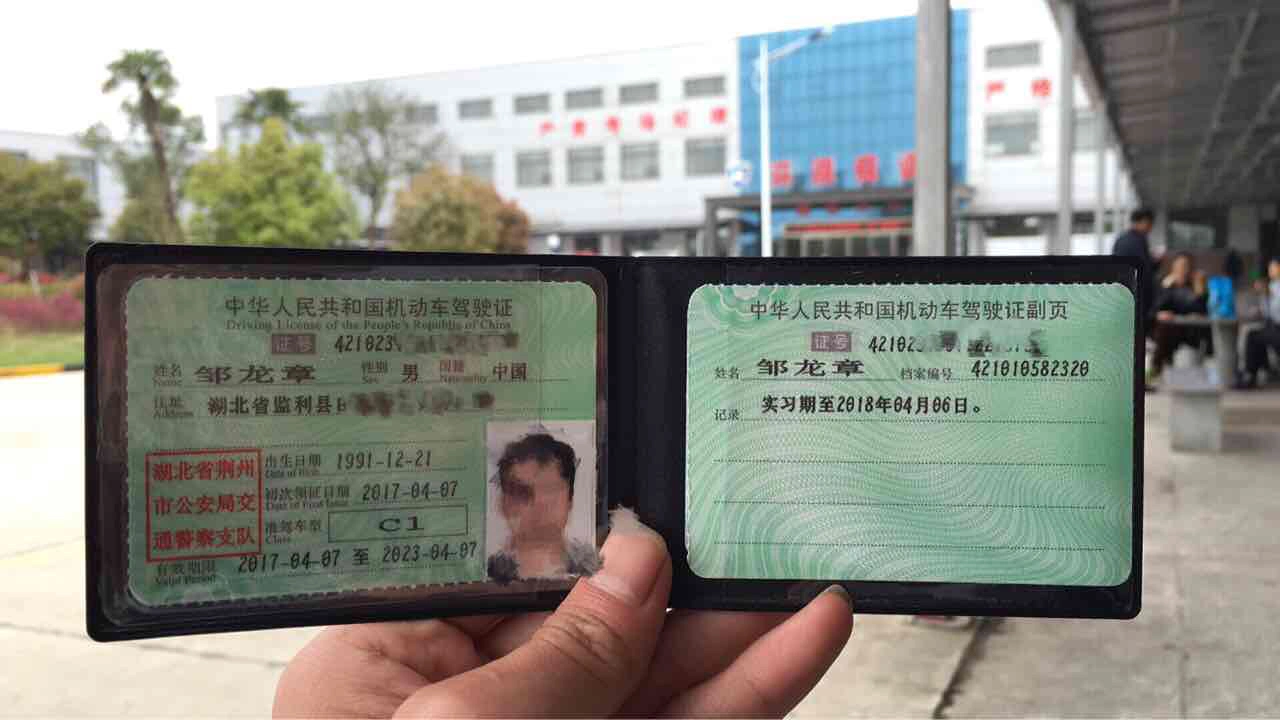 中华人民共和国机动车驾驶证
Driving License of the People's Republic of China
证号 421023
姓名 邹龙章 性别 男 国籍 中国
Name Sex Nationality
住址 湖北省监利县
Address
湖北省荆州
市公安局交
通警察支队
出生日期 1991-12-21
Date of Birth
初次领证日期 2017-04-07
Date of First Issue
准驾车型 C1
Class
有效期限 2017-04-07 至 2023-04-07
Valid Period
中华人民共和国机动车驾驶证副页
证号 421023
姓名 邹龙章 档案编号 421010582320
记录 实习期至2018年04月06日。